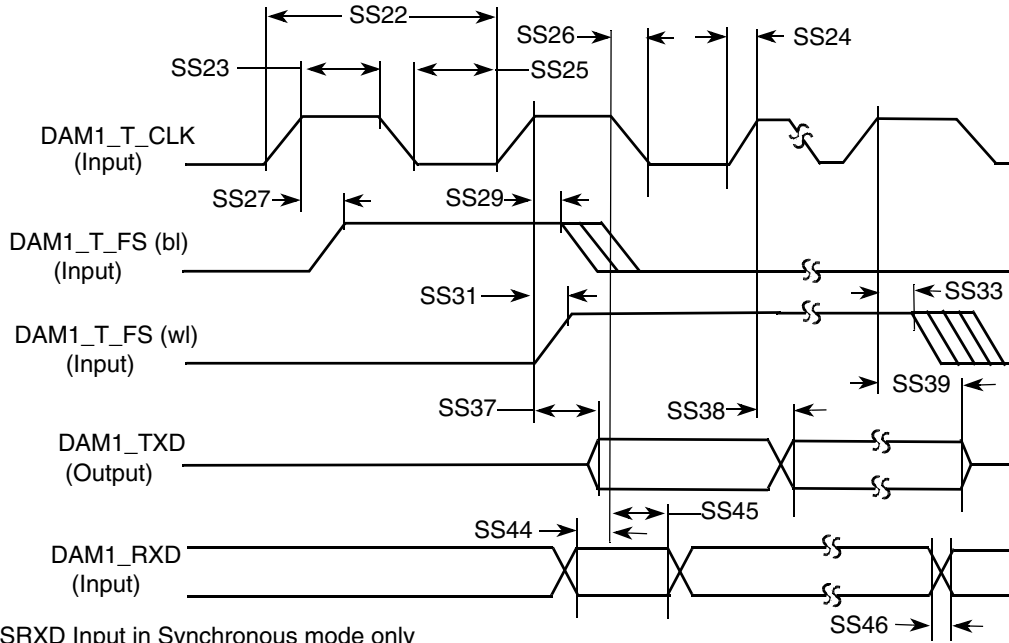 SS22
SS26
SS24
SS23
SS25
DAM1_T_CLK
(Input)
SS27
SS29
DAM1_T_FS (bl)
(Input)
SS31
SS33
DAM1_T_FS (wl)
(Input)
SS39
SS37
SS38
DAM1_TXD
(Output)
SS45
SS44
DAM1_RXD
(Input)
SS46
SRXD Input in Synchronous mode only